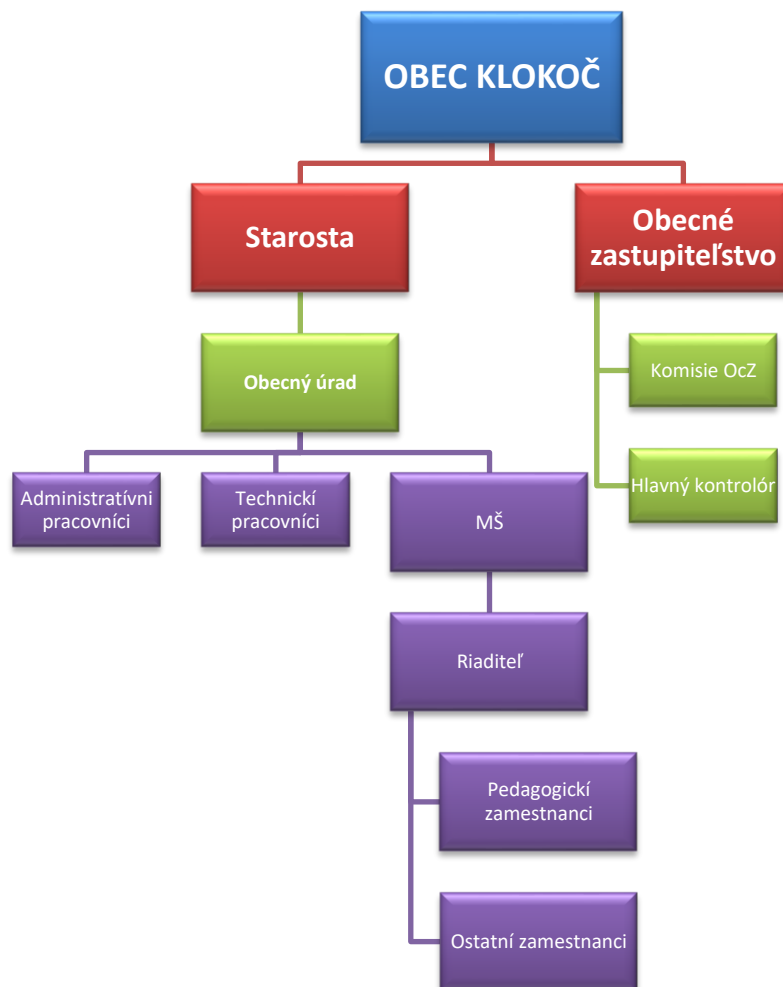 OBEC KLOKOČ
Starosta
Obecné
zastupiteľstvo
Obecný úrad
Komisie OcZ
Hlavný kontrolór
Administratívni
pracovníci
Technickí
pracovníci
MŠ
Riaditeľ
Pedagogickí
zamestnanci
Ostatní zamestnanci